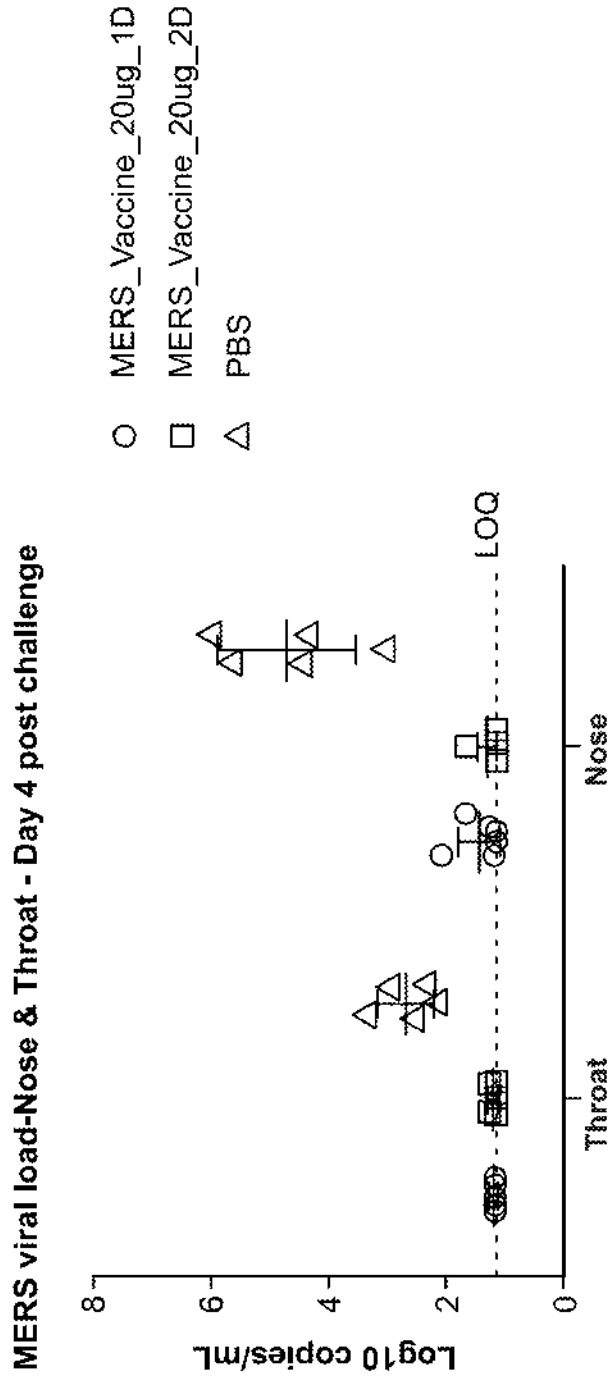 MERS viral load-Nose & Throat - Day 4 post challenge
MERS_Vaccine_20ug_1D
MERS_Vaccine_20ug_2D
PBS
Log10 copies/mL
8
6
4
2
0
LOQ
Throat
Nose